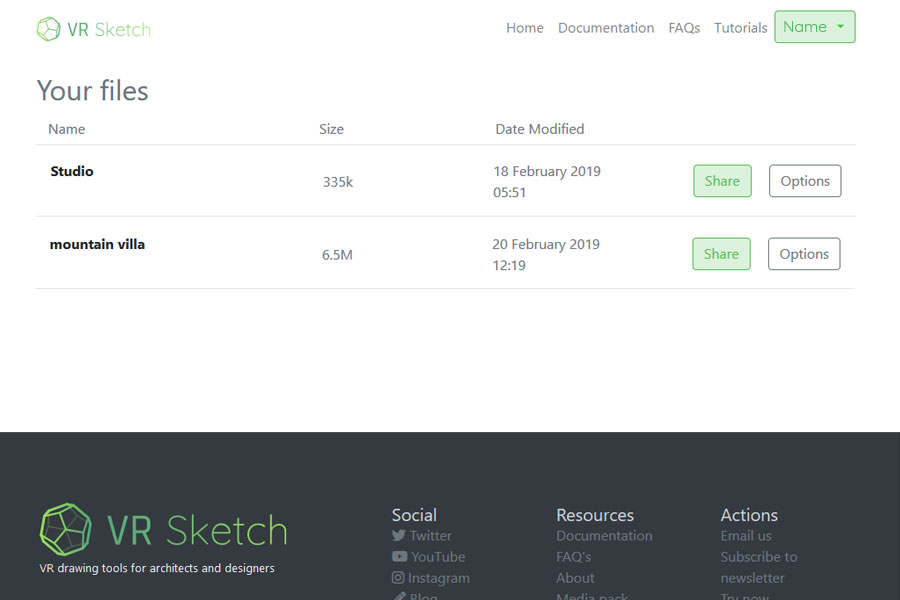 VR Sketch
Home Documentation FAQs Tutorials Name
Your files
Name Size Date Modified
Studio 335k 18 February 2019 Share Options
05:51
mountain villa 6.5M 20 February 2019 Share Options
12:19
VR Sketch
VR drawing tools for architects and designers
Social
Twitter
YouTube
Instagram
Blog
Resources
Documentation
FAQ's
About
Media pack
Actions
Email us
Subscribe to
newsletter
Try now